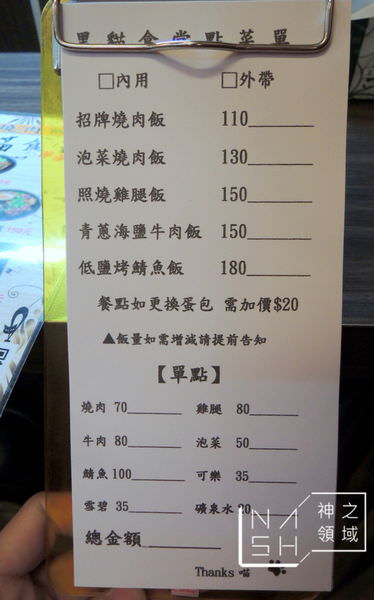 黑貓食堂點菜單
□內用 □外帶
招牌燒肉飯 110
泡菜燒肉飯 130
照燒雞腿飯 150
青蔥海鹽牛肉飯 150
低鹽烤鯖魚飯 180
餐點如更換蛋包 需加價$20
▲飯量如需增減請提前告知
【單點】
燒肉 70 雞腿 80
牛肉 80 泡菜 50
鯖魚 100 可樂 35
雪碧 35 礦泉水 20
總金額
Thanks 喵
NASH 神之領域